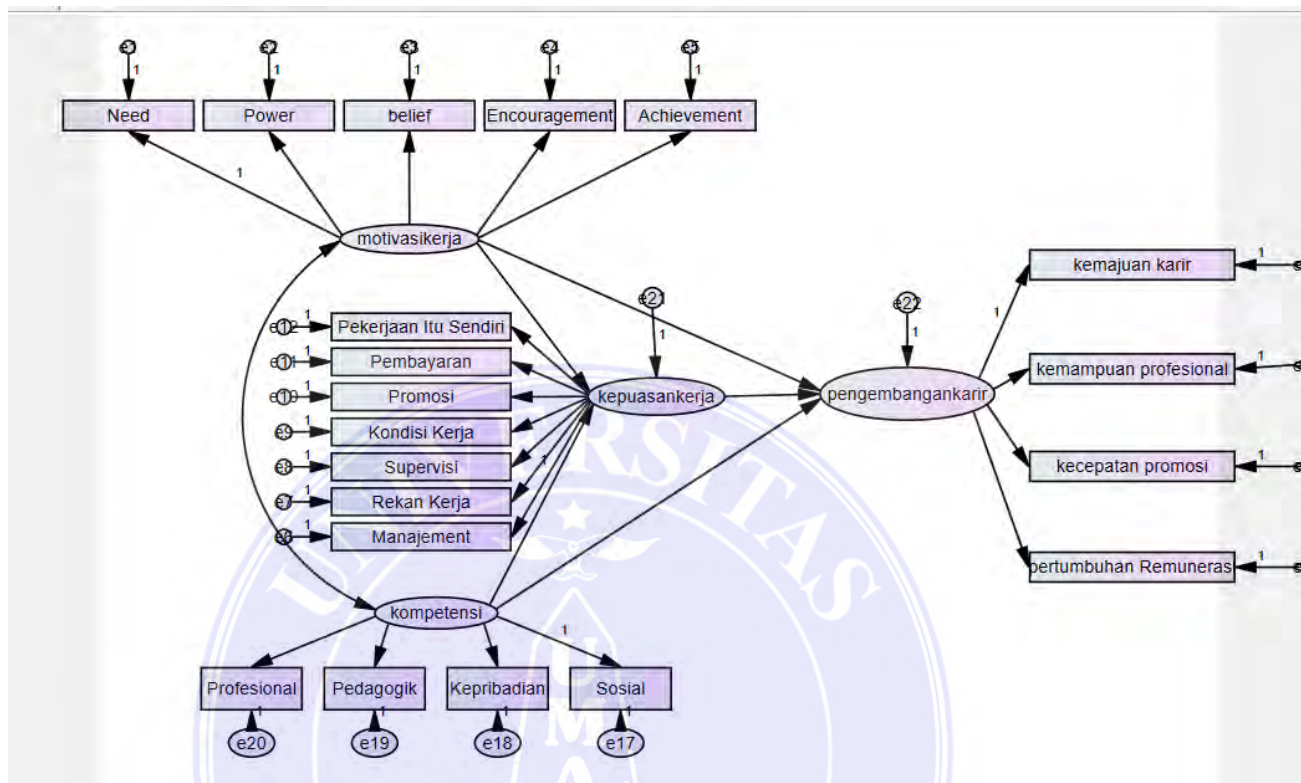 e1 e2 e3 e4 e5
1 1 1 1 1
Need Power belief Encouragement Achievement
1
motivasikerja
kemajuan karir 1
e21 e22
1 1 1
e12 1 Pekerjaan Itu Sendiri
e11 1 Pembayaran
kemampuan profesional 1
e10 1 Promosi
kepuasankerja pengembangankarir
e9 1 Kondisi Kerja
e8 1 Supervisi
1
kecepatan promosi 1
e7 1 Rekan Kerja
e6 1 Manajement
pertumbuhan Remuneras 1
kompetensi
1
Profesional Pedagogik Kepribadian Sosial
1 1 1 1
e20 e19 e18 e17
UNIVERSITAS
UMA